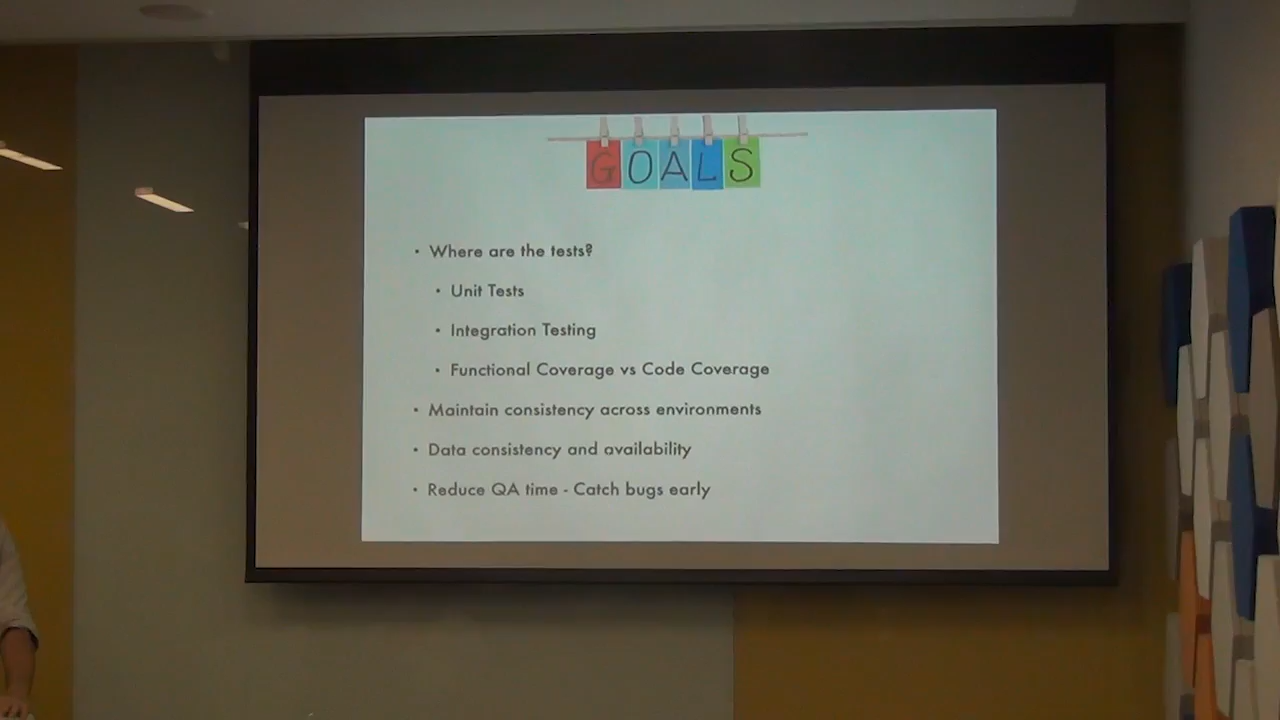 GOALS
• Where are the tests?
• Unit Tests
• Integration Testing
• Functional Coverage vs Code Coverage
• Maintain consistency across environments
• Data consistency and availability
• Reduce QA time - Catch bugs early